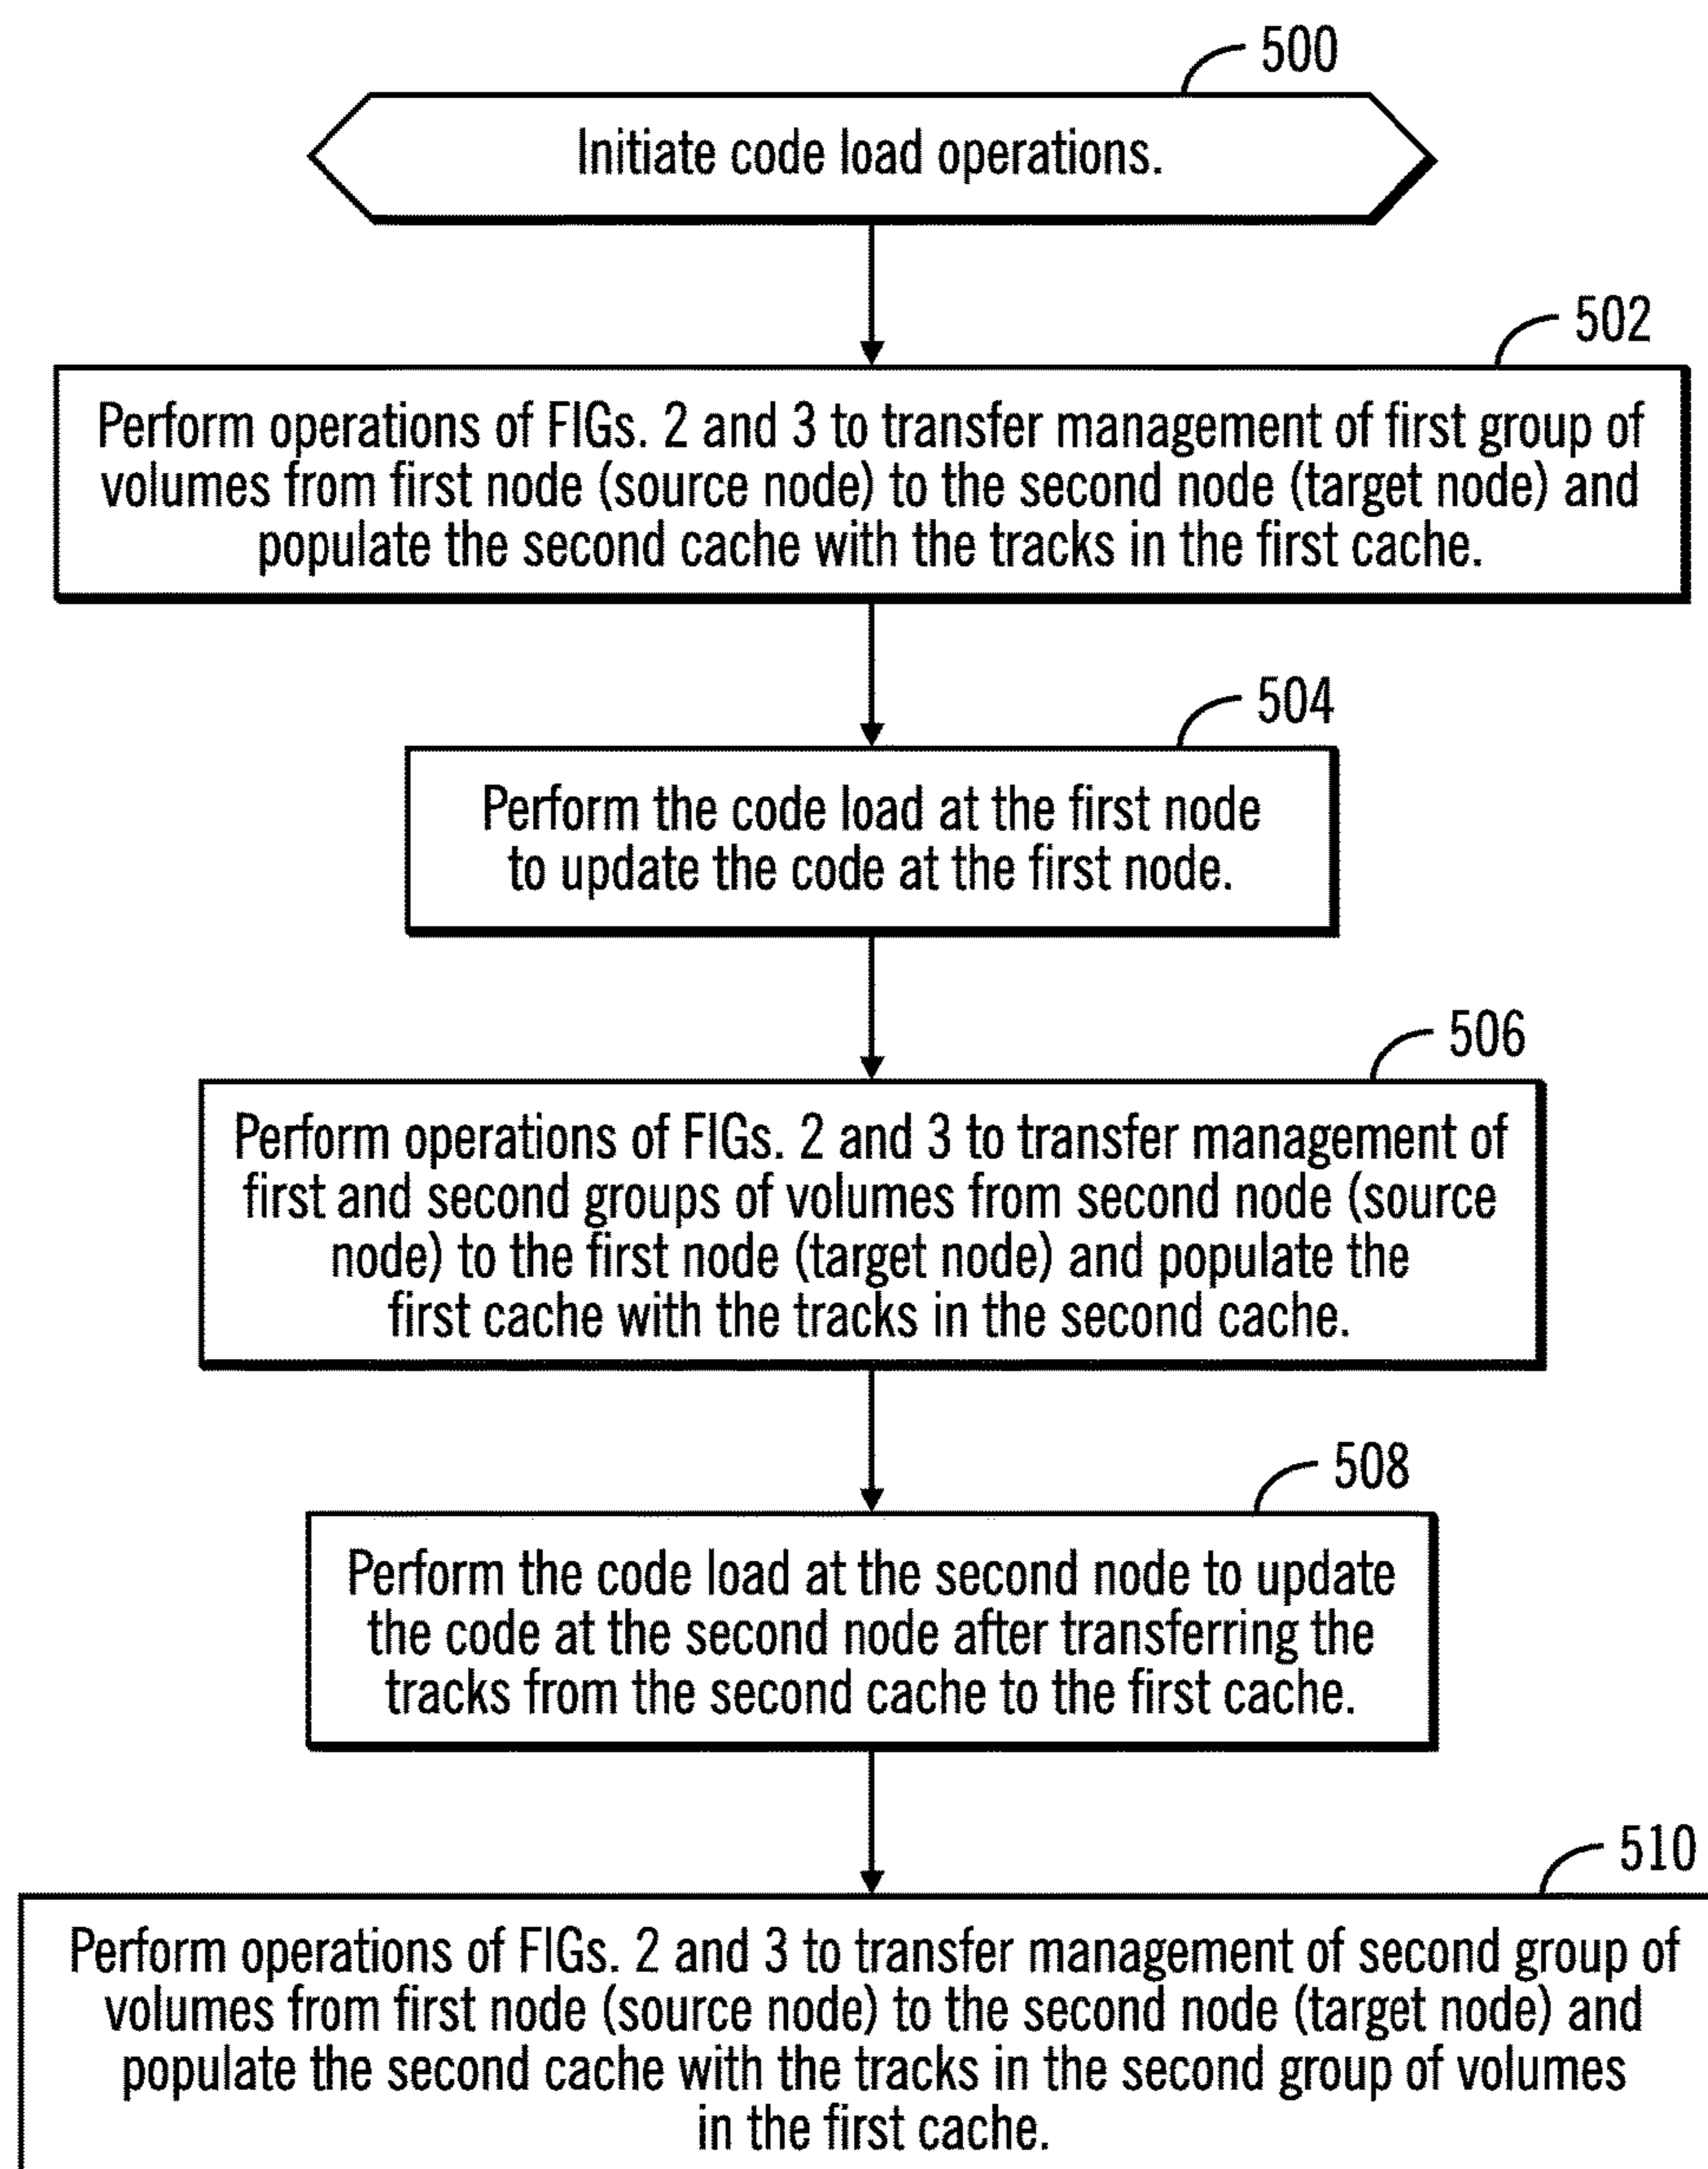 500
Initiate code load operations.
502
Perform operations of FIGs. 2 and 3 to transfer management of first group of
volumes from first node (source node) to the second node (target node) and
populate the second cache with the tracks in the first cache.
504
Perform the code load at the first node
to update the code at the first node.
506
Perform operations of FIGs. 2 and 3 to transfer management of
first and second groups of volumes from second node (source
node) to the first node (target node) and populate the
first cache with the tracks in the second cache.
508
Perform the code load at the second node to update
the code at the second node after transferring the
tracks from the second cache to the first cache.
510
Perform operations of FIGs. 2 and 3 to transfer management of second group of
volumes from first node (source node) to the second node (target node) and
populate the second cache with the tracks in the second group of volumes
in the first cache.